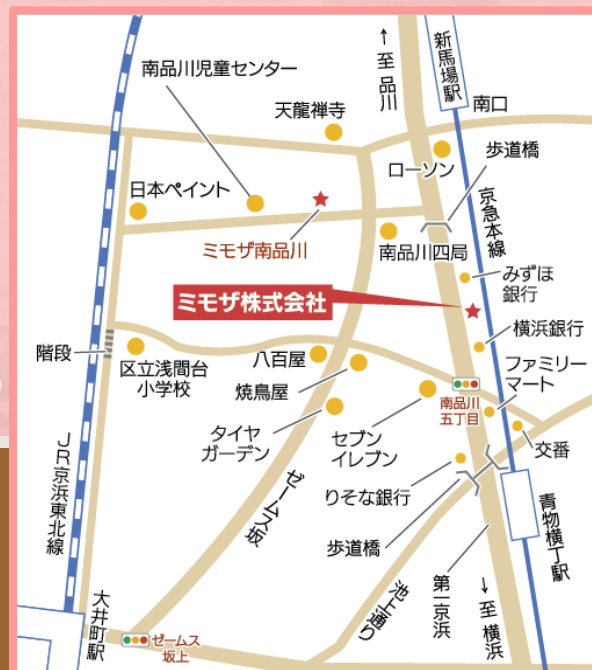 ↑至 品川
新馬場駅
南品川児童センター
南口
天龍禅寺
歩道橋
ローソン
日本ペイント
京急本線
ミモザ南品川
南品川四局
みずほ
銀行
ミモザ株式会社
横浜銀行
階段
区立浅間台
小学校
八百屋
ファミリー
マート
焼鳥屋
南品川
五丁目
タイヤ
ガーデン
セブン
イレブン
交番
JR京浜東北線
ゼームス坂
りそな銀行
青物横丁駅
歩道橋
池上通り
第一京浜
↓至 横浜
大井町駅
ゼームス
坂上